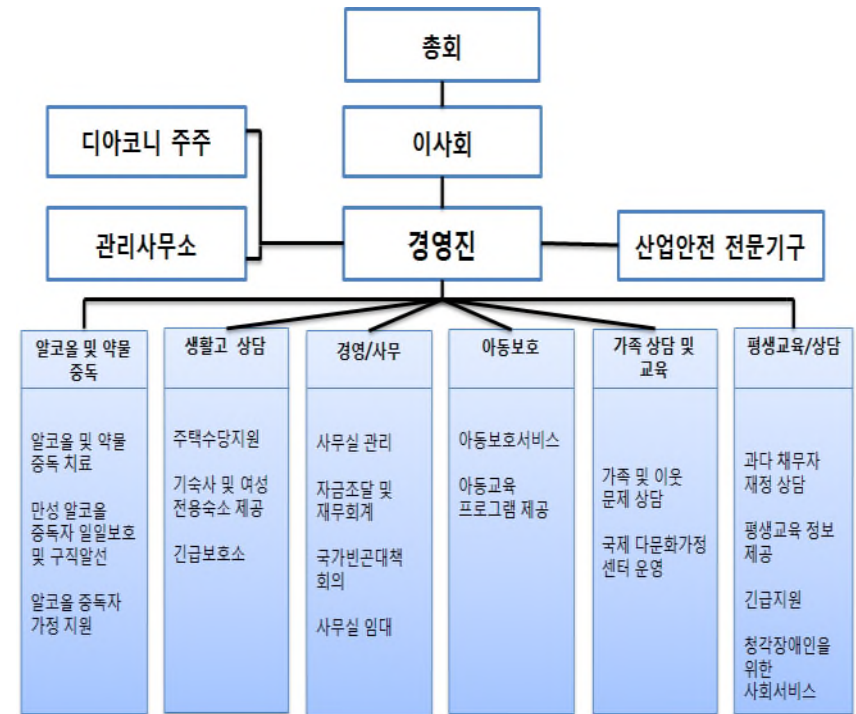 총회
디아코니 주주
이사회
관리사무소
경영진
산업안전 전문기구
알코올 및 약물
중독
알코올 및 약물
중독 치료
만성 알코올
중독자 일일보호
및 구직알선
알코올 중독자
가정 지원
생활고 상담
주택수당지원
기숙사 및 여성
전용숙소 제공
긴급보호소
경영/사무
사무실 관리
자금조달 및
재무회계
국가빈곤대책
회의
사무실 임대
아동보호
아동보호서비스
아동교육
프로그램 제공
가족 상담 및
교육
가족 및 이웃
문제 상담
국제 다문화가정
센터 운영
평생교육/상담
과다 채무자
재정 상담
평생교육 정보
제공
긴급지원
청각장애인을
위한
사회서비스